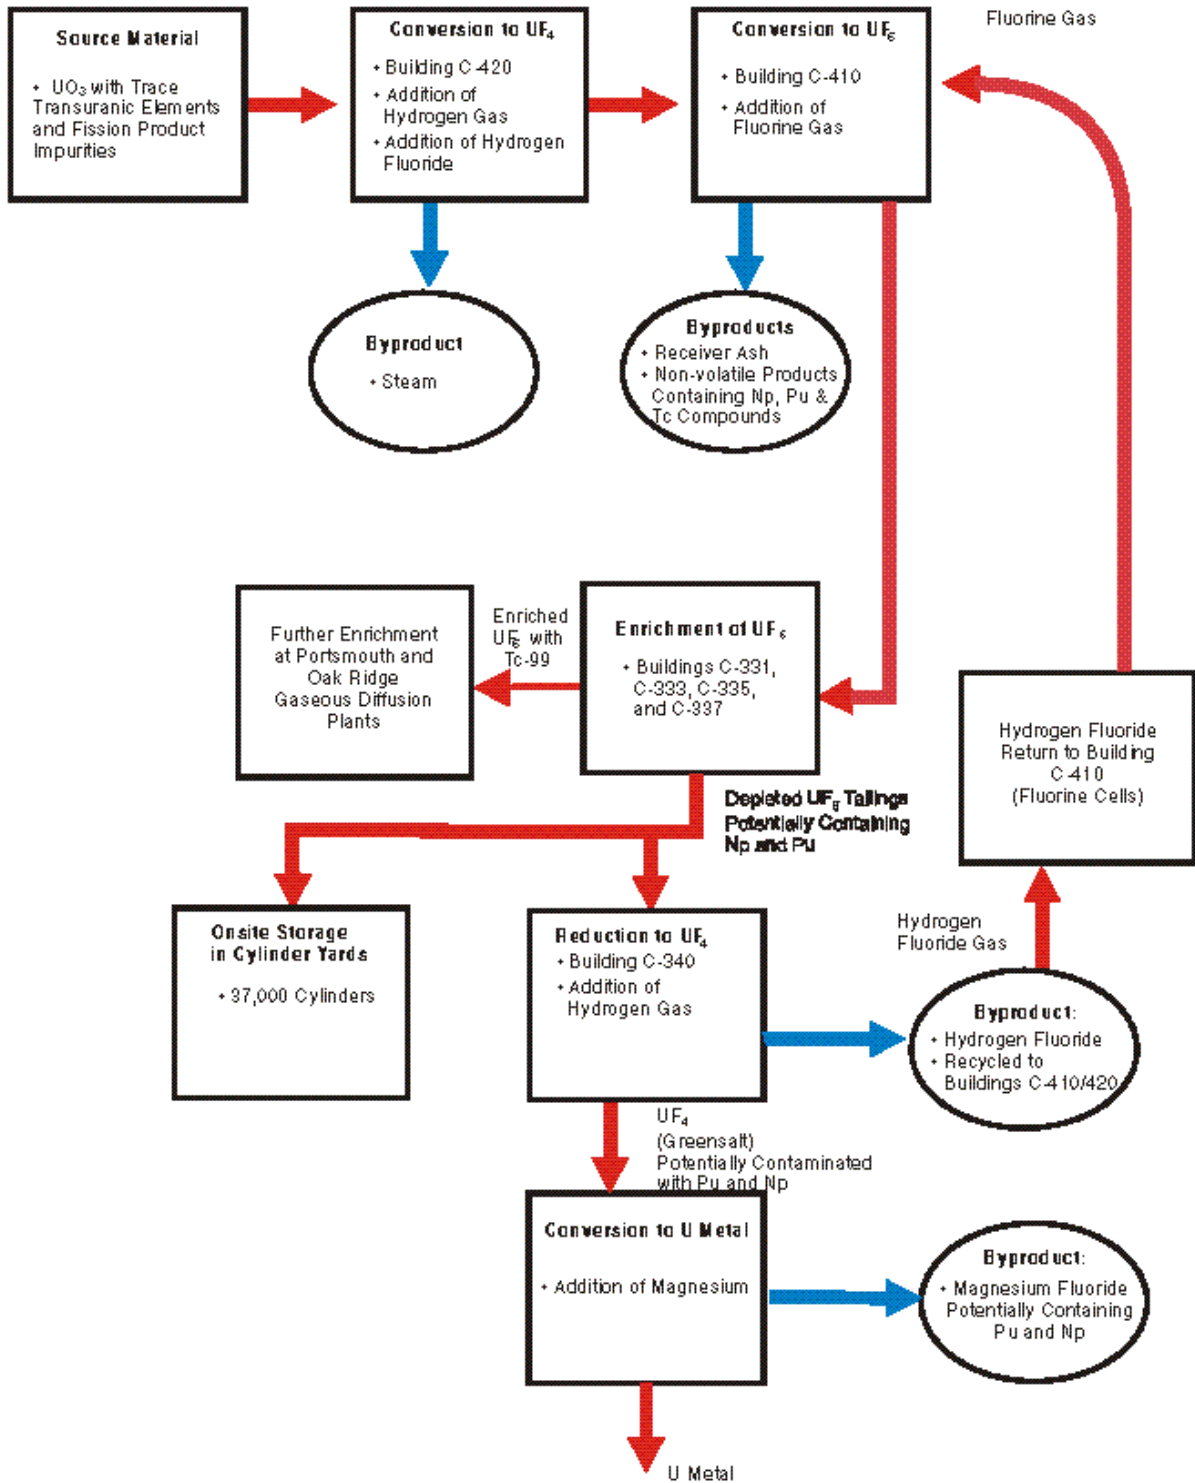 Source Material
• UO₃ with Trace
Transuranic Elements
and Fission Product
Impurities
Conversion to UF₄
• Building C-420
• Addition of
Hydrogen Gas
• Addition of Hydrogen
Fluoride
Conversion to UF₆
• Building C-410
• Addition of
Fluorine Gas
Fluorine Gas
Byproduct
• Steam
Byproducts
• Receiver Ash
• Non-volatile Products
Containing Np, Pu &
Tc Compounds
Further Enrichment
at Portsmouth and
Oak Ridge
Gaseous Diffusion
Plants
Enriched
UF₆ with
Tc-99
Enrichment of UF₆
• Buildings C-331,
C-333, C-335,
and C-337
Hydrogen Fluoride
Return to Building
C-410
(Fluorine Cells)
Depleted UF₆ Tailings
Potentially Containing
Np and Pu
Onsite Storage
in Cylinder Yards
• 37,000 Cylinders
Reduction to UF₄
• Building C-340
• Addition of
Hydrogen Gas
Hydrogen
Fluoride Gas
Byproduct:
• Hydrogen Fluoride
• Recycled to
Buildings C-410/420
UF₄
(Greensalt)
Potentially Contaminated
with Pu and Np
Conversion to U Metal
• Addition of Magnesium
Byproduct:
• Magnesium Fluoride
Potentially Containing
Pu and Np
U Metal